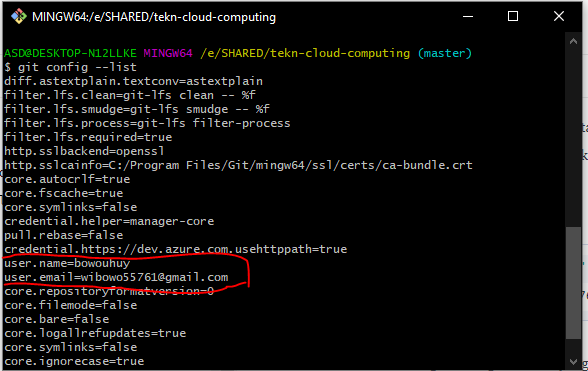 MINGW64:/e/SHARED/tekn-cloud-computing
ASD@DESKTOP-N12LLKE MINGW64 /e/SHARED/tekn-cloud-computing (master)
$ git config --list
diff.astextplain.textconv=astextplain
filter.lfs.clean=git-lfs clean -- %f
filter.lfs.smudge=git-lfs smudge -- %f
filter.lfs.process=git-lfs filter-process
filter.lfs.required=true
http.sslbackend=openssl
http.sslcainfo=C:/Program Files/Git/mingw64/ssl/certs/ca-bundle.crt
core.autocrlf=true
core.fscache=true
core.symlinks=false
credential.helper=manager-core
pull.rebase=false
credential.https://dev.azure.com.usehttppath=true
user.name=bowouhuy
user.email=wibowo55761@gmail.com
core.repositoryformatversion=0
core.filemode=false
core.bare=false
core.logallrefupdates=true
core.symlinks=false
core.ignorecase=true